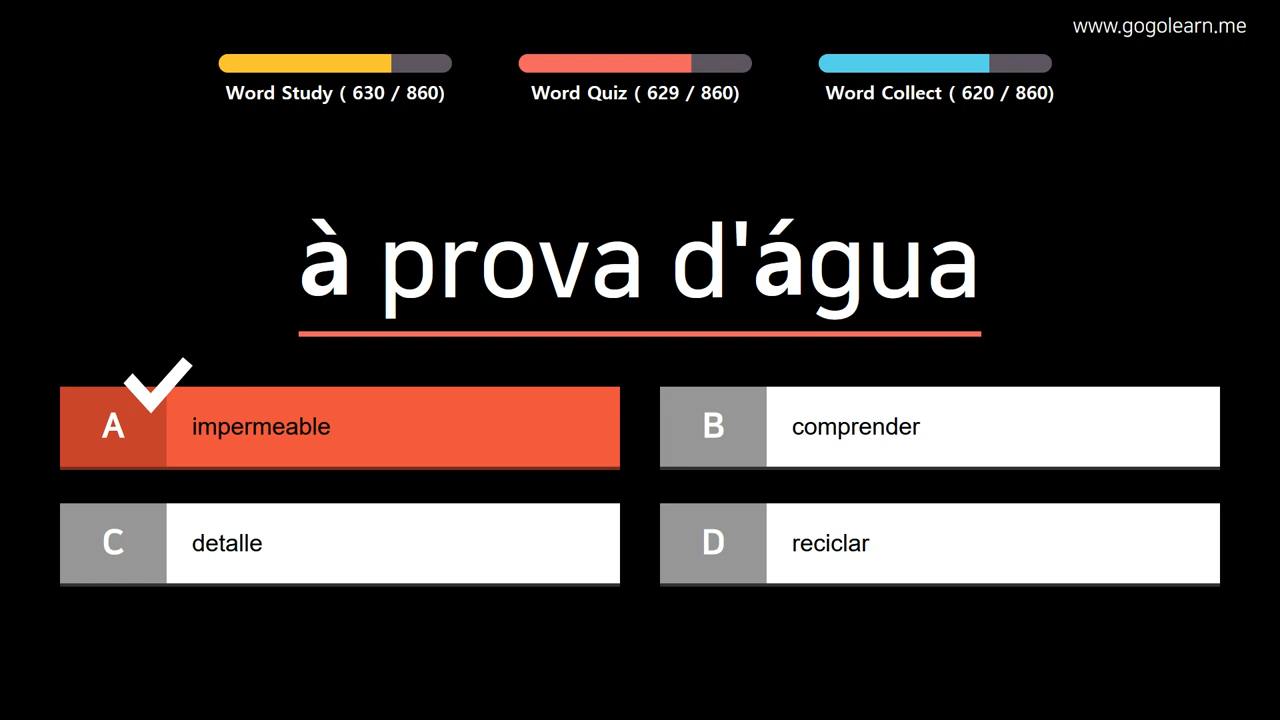 www.gogolearn.me
Word Study ( 630 / 860)
Word Quiz ( 629 / 860)
Word Collect ( 620 / 860)
à prova d'água
A impermeable
B comprender
C detalle
D reciclar